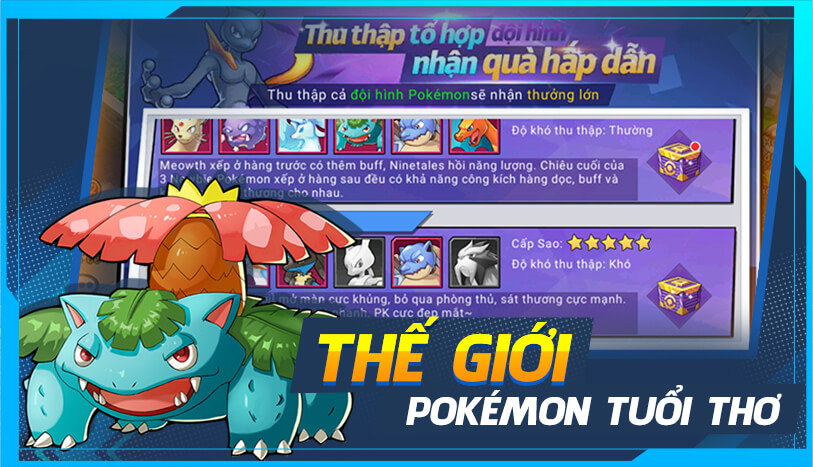 Thu thập tổ hợp đội hình
nhận quà hấp dẫn
Thu thập cả đội hình Pokémonsẽ nhận thưởng lớn
Độ khó thu thập: Thường
Meowth xếp ở hàng trước có thêm buff, Ninetales hồi năng lượng. Chiêu cuối của
3 Newbie Pokémon xếp ở hàng sau đều có khả năng công kích hàng dọc, buff và
thương cho nhau.
Cấp Sao:
Độ khó thu thập: Khó
mở màn cực khủng, bỏ qua phòng thủ, sát thương cực mạnh.
PK cực đẹp mắt~
THẾ GIỚI
POKÉMON TUỔI THƠ